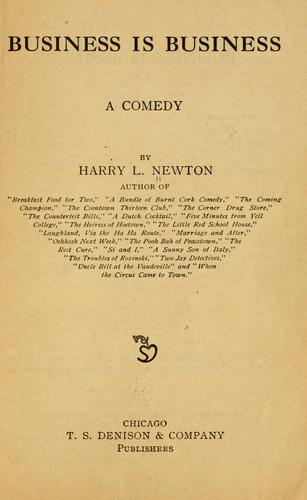 BUSINESS IS BUSINESS
A COMEDY
BY
HARRY L. NEWTON
AUTHOR OF
"Breakfast Food for Two," "A Bundle of Burnt Cork Comedy," "The Coming
Champion," "The Coontown Thirteen Club," "The Corner Drug Store,"
"The Counterfeit Bills," "A Dutch Cocktail," "Five Minutes from Yell
College," "The Heiress of Hoetown," "The Little Red School House,"
"Laughland, Via the Ha Ha Route," "Marriage and After,"
"Oshkosh Next Week," "The Pooh Bah of Peacetown," "The
Rest Cure," "Si and I," "A Sunny Son of Italy,"
"The Troubles of Rozinski," "Two Jay Detectives,"
"Uncle Bill at the Vaudeville" and "When
the Circus Came to Town."
CHICAGO
T. S. DENISON & COMPANY
PUBLISHERS